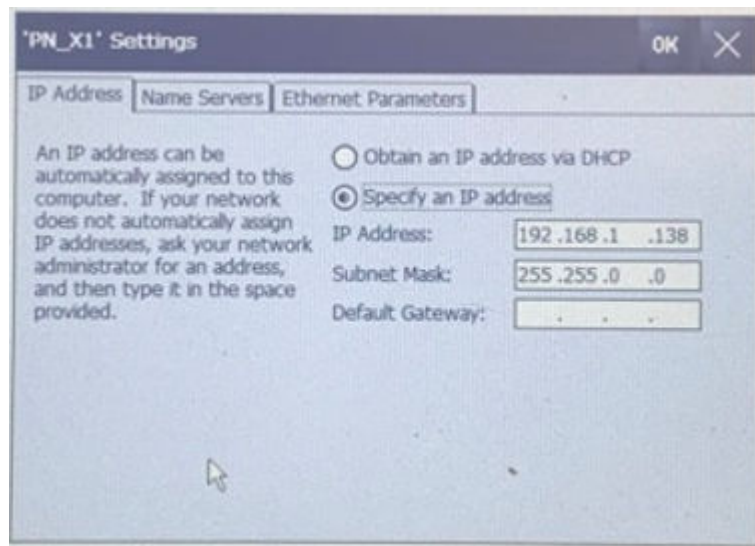 'PN_X1' Settings OK
IP Address Name Servers Ethernet Parameters
An IP address can be
automatically assigned to this
computer. If your network
does not automatically assign
IP addresses, ask your network
administrator for an address,
and then type it in the space
provided.
Obtain an IP address via DHCP
Specify an IP address
IP Address: 192 .168 .1 .138
Subnet Mask: 255 .255 .0 .0
Default Gateway: . . .